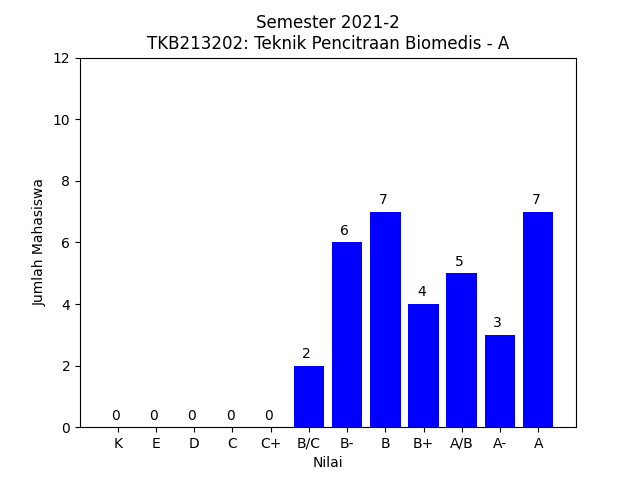 Semester 2021-2
TKB213202: Teknik Pencitraan Biomedis - A
12
10
8
6
4
2
0
Jumlah Mahasiswa
0 0 0 0 0 2 6 7 4 5 3 7
K E D C C+ B/C B- B B+ A/B A- A
Nilai